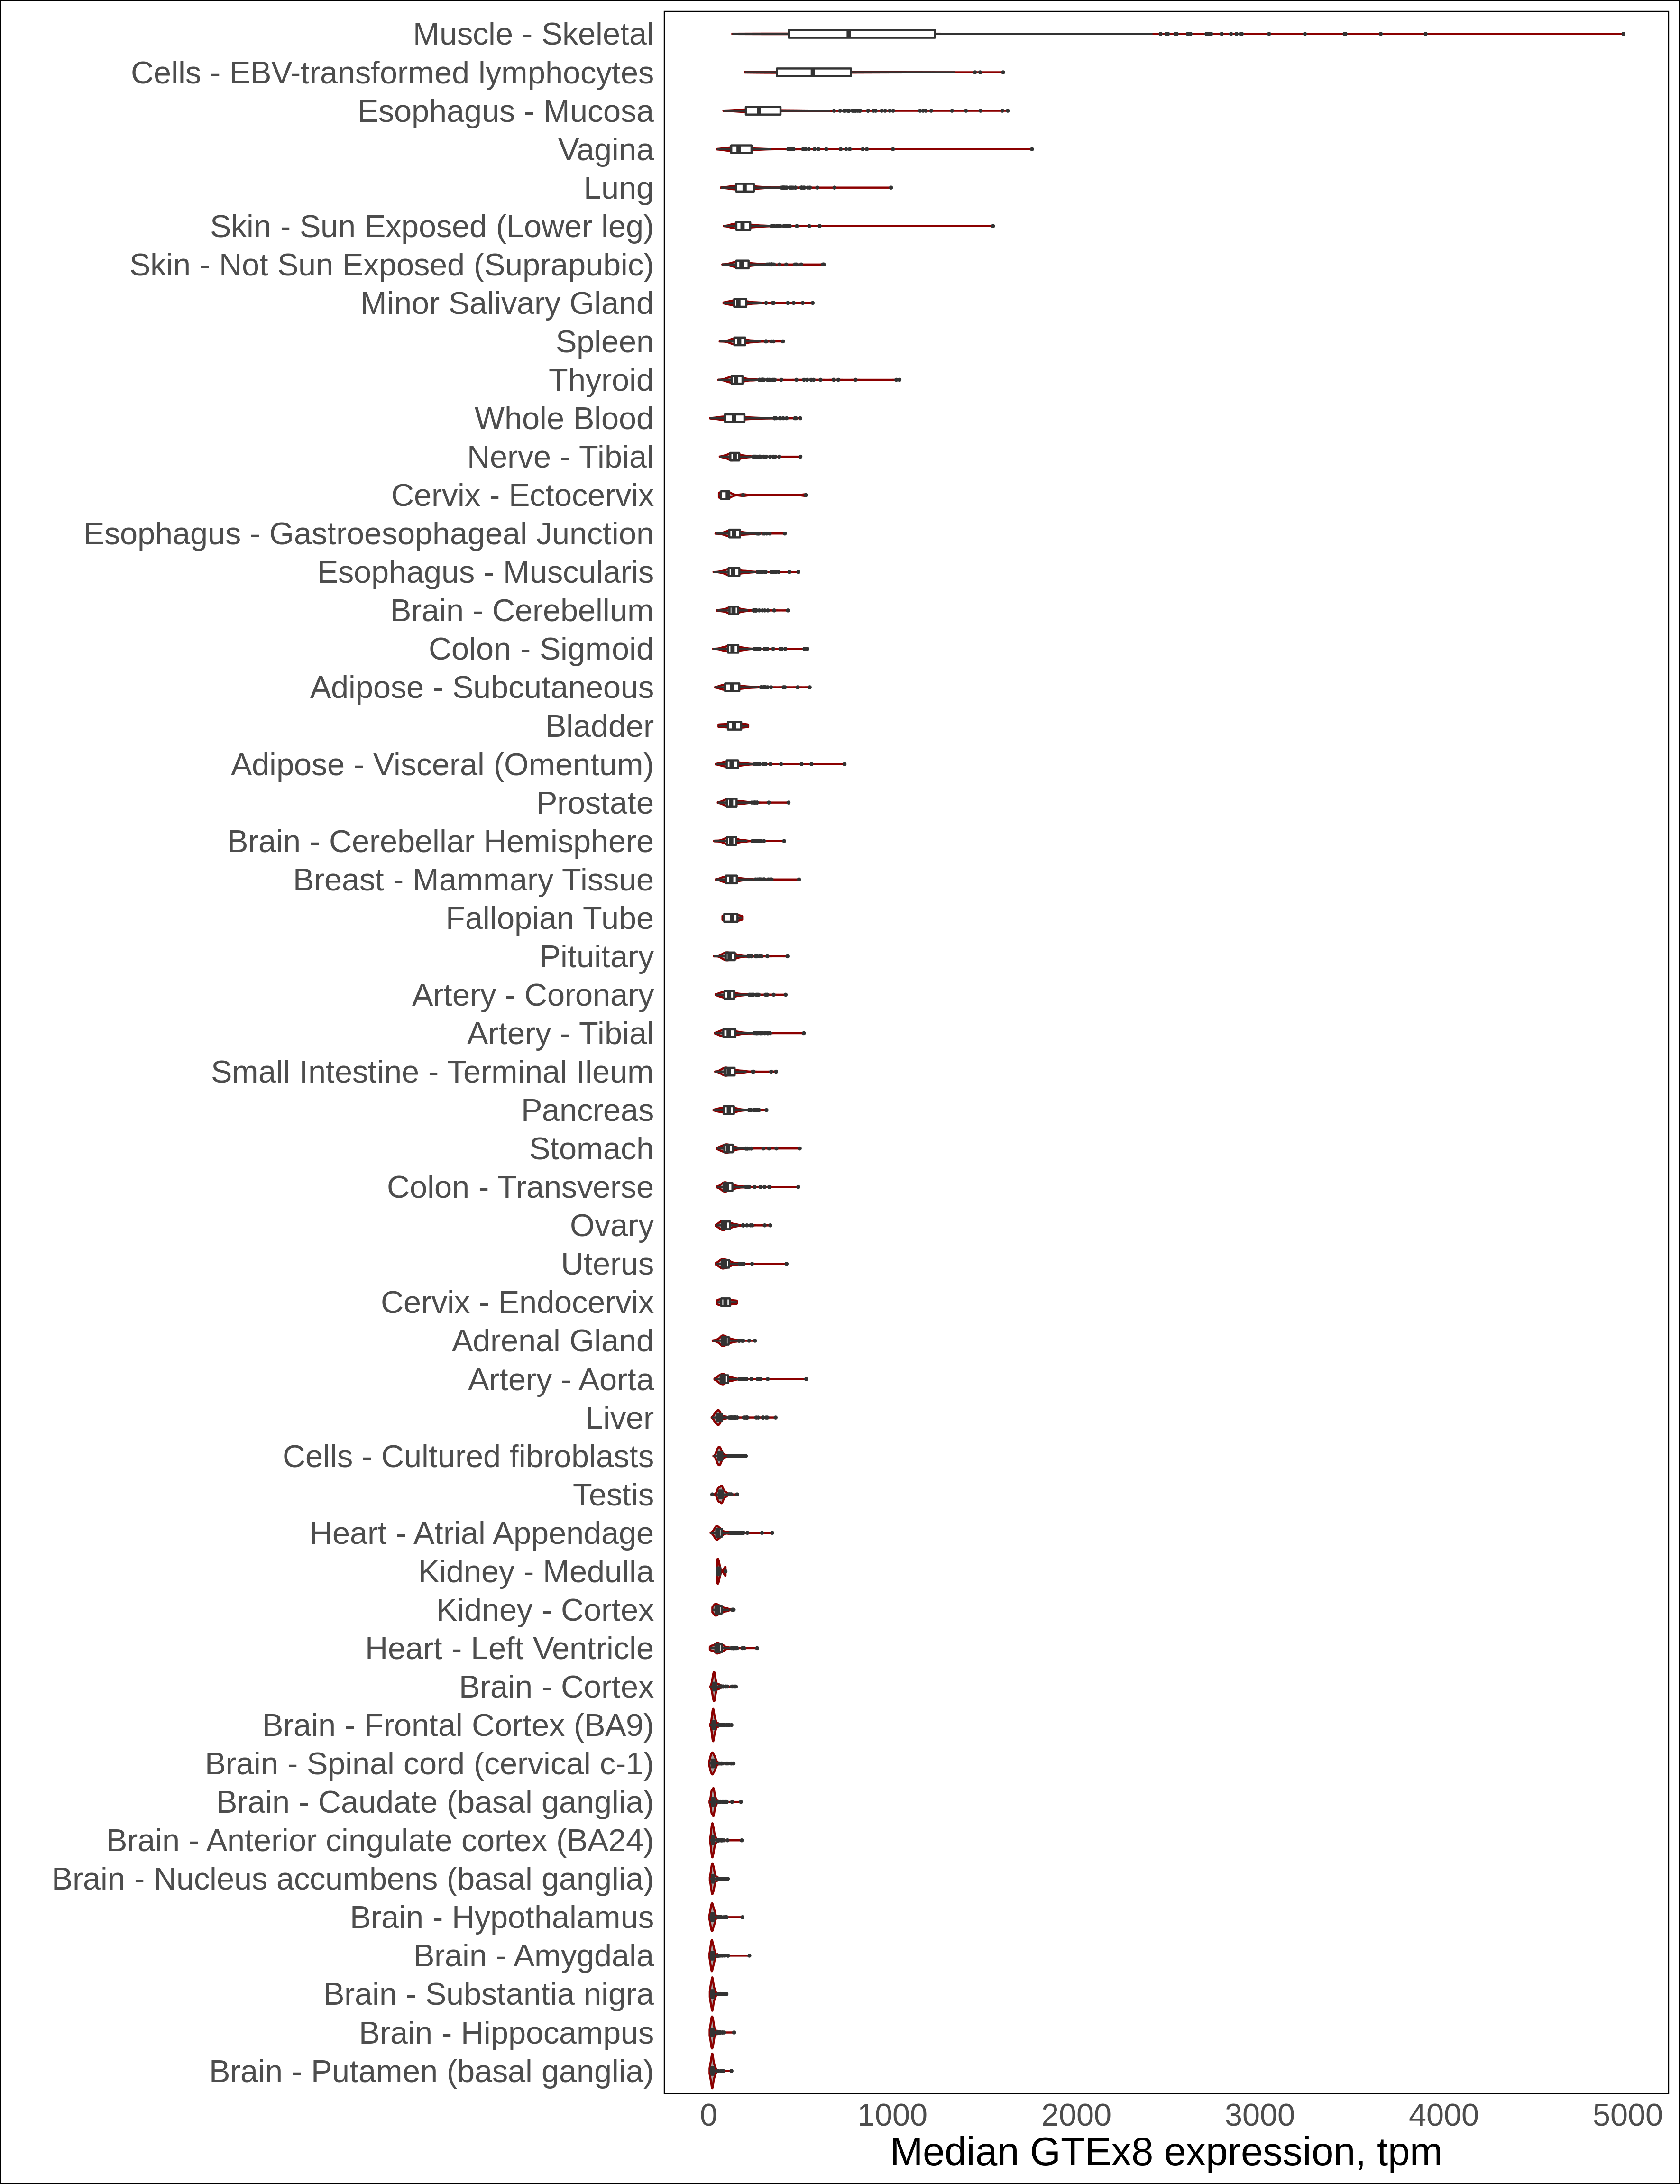 Muscle - Skeletal
Cells - EBV-transformed lymphocytes
Esophagus - Mucosa
Vagina
Lung
Skin - Sun Exposed (Lower leg)
Skin - Not Sun Exposed (Suprapubic)
Minor Salivary Gland
Spleen
Thyroid
Whole Blood
Nerve - Tibial
Cervix - Ectocervix
Esophagus - Gastroesophageal Junction
Esophagus - Muscularis
Brain - Cerebellum
Colon - Sigmoid
Adipose - Subcutaneous
Bladder
Adipose - Visceral (Omentum)
Prostate
Brain - Cerebellar Hemisphere
Breast - Mammary Tissue
Fallopian Tube
Pituitary
Artery - Coronary
Artery - Tibial
Small Intestine - Terminal Ileum
Pancreas
Stomach
Colon - Transverse
Ovary
Uterus
Cervix - Endocervix
Adrenal Gland
Artery - Aorta
Liver
Cells - Cultured fibroblasts
Testis
Heart - Atrial Appendage
Kidney - Medulla
Kidney - Cortex
Heart - Left Ventricle
Brain - Cortex
Brain - Frontal Cortex (BA9)
Brain - Spinal cord (cervical c-1)
Brain - Caudate (basal ganglia)
Brain - Anterior cingulate cortex (BA24)
Brain - Nucleus accumbens (basal ganglia)
Brain - Hypothalamus
Brain - Amygdala
Brain - Substantia nigra
Brain - Hippocampus
Brain - Putamen (basal ganglia)
0 1000 2000 3000 4000 5000
Median GTEx8 expression, tpm